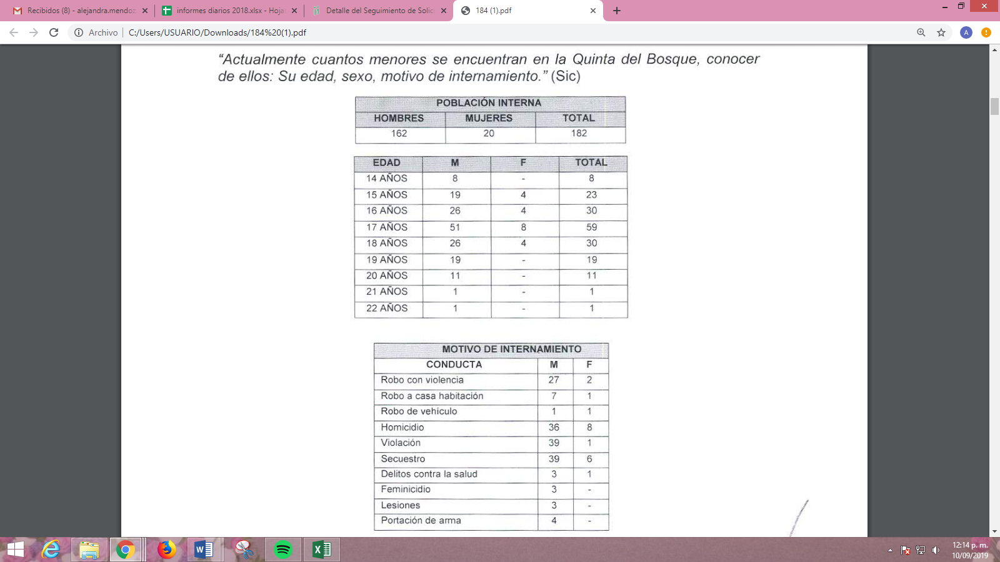 Recibidos (8) - alejandra.mendoz
informes diarios 2018.xlsx - Hoja
Detalle del Seguimiento de Solic
184 (1).pdf
Archivo C:/Users/USUARIO/Downloads/184%20(1).pdf
A
“Actualmente cuantos menores se encuentran en la Quinta del Bosque, conocer
de ellos: Su edad, sexo, motivo de internamiento.” (Sic)
POBLACIÓN INTERNA
HOMBRES MUJERES TOTAL
162 20 182
EDAD M F TOTAL
14 AÑOS 8 - 8
15 AÑOS 19 4 23
16 AÑOS 26 4 30
17 AÑOS 51 8 59
18 AÑOS 26 4 30
19 AÑOS 19 - 19
20 AÑOS 11 - 11
21 AÑOS 1 - 1
22 AÑOS 1 - 1
MOTIVO DE INTERNAMIENTO
CONDUCTA M F
Robo con violencia 27 2
Robo a casa habitación 7 1
Robo de vehículo 1 1
Homicidio 36 8
Violación 39 1
Secuestro 39 6
Delitos contra la salud 3 1
Feminicidio 3 -
Lesiones 3 -
Portación de arma 4 -
12:14 p. m.
10/09/2019